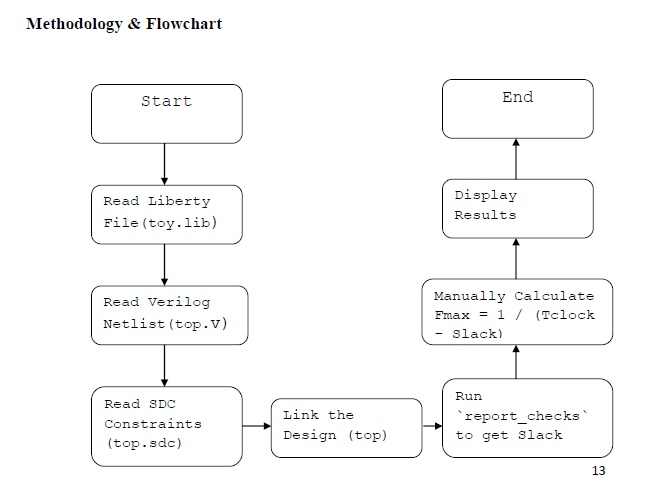 Methodology & Flowchart
Start
Read Liberty
File(toy.lib)
Read Verilog
Netlist(top.V)
Read SDC
Constraints
(top.sdc)
Link the
Design (top)
Run
`report_checks`
to get Slack
Manually Calculate
Fmax = 1 / (Tclock
- Slack)
Display
Results
End
13